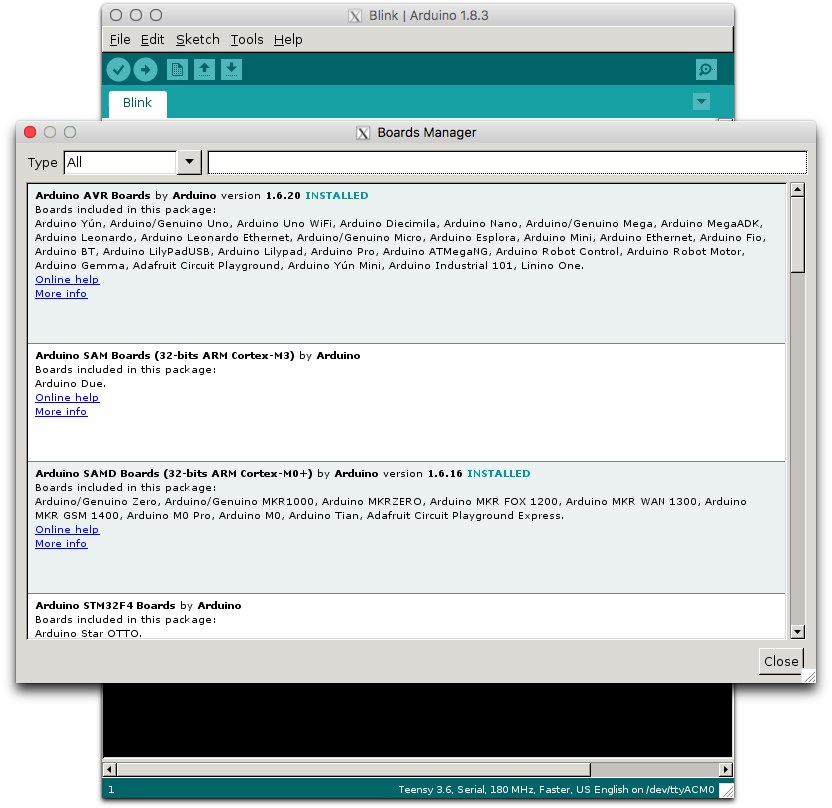 Blink | Arduino 1.8.3
File Edit Sketch Tools Help
Blink
Boards Manager
Type All
Arduino AVR Boards by Arduino version 1.6.20 INSTALLED
Boards included in this package:
Arduino Yún, Arduino/Genuino Uno, Arduino Uno WiFi, Arduino Diecimila, Arduino Nano, Arduino/Genuino Mega, Arduino MegaADK,
Arduino Leonardo, Arduino Leonardo Ethernet, Arduino/Genuino Micro, Arduino Esplora, Arduino Mini, Arduino Ethernet, Arduino Fio,
Arduino BT, Arduino LilyPadUSB, Arduino Lilypad, Arduino Pro, Arduino ATMegaNG, Arduino Robot Control, Arduino Robot Motor,
Arduino Gemma, Adafruit Circuit Playground, Arduino Yún Mini, Arduino Industrial 101, Linino One.
Online help
More info
Arduino SAM Boards (32-bits ARM Cortex-M3) by Arduino
Boards included in this package:
Arduino Due.
Online help
More info
Arduino SAMD Boards (32-bits ARM Cortex-M0+) by Arduino version 1.6.16 INSTALLED
Boards included in this package:
Arduino/Genuino Zero, Arduino/Genuino MKR1000, Arduino MKRZERO, Arduino MKR FOX 1200, Arduino MKR WAN 1300, Arduino
MKR GSM 1400, Arduino M0 Pro, Arduino M0, Arduino Tian, Adafruit Circuit Playground Express.
Online help
More info
Arduino STM32F4 Boards by Arduino
Boards included in this package:
Arduino Star OTTO.
Close
1 Teensy 3.6, Serial, 180 MHz, Faster, US English on /dev/ttyACM0